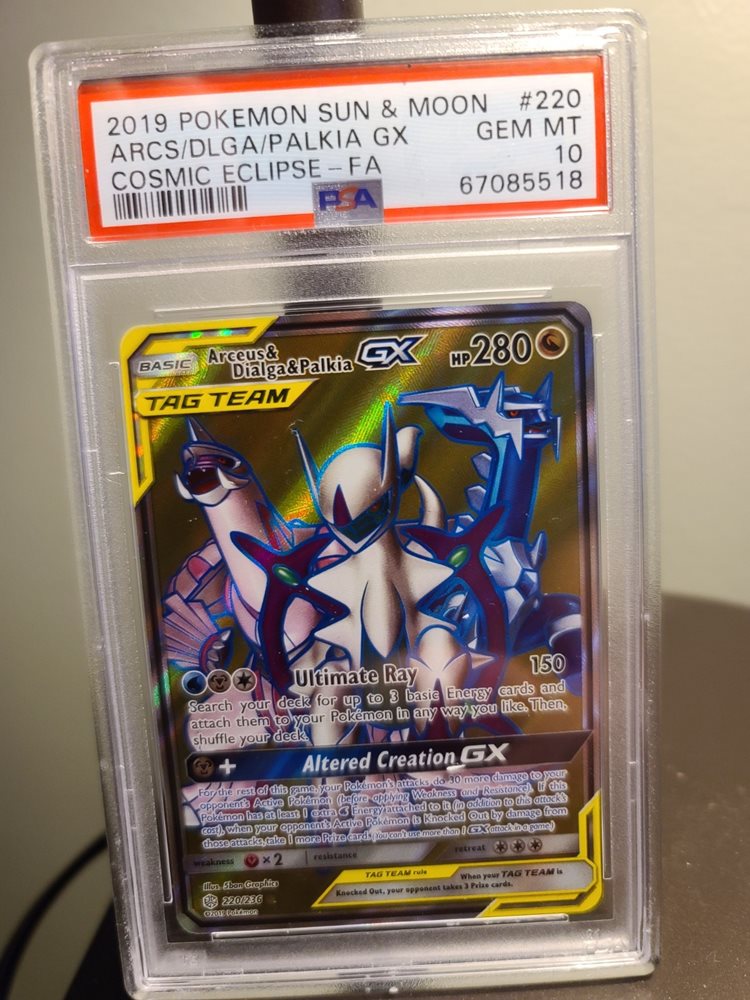 2019 POKEMON SUN & MOON #220
ARCS/DLGA/PALKIA GX GEM MT
COSMIC ECLIPSE – FA 10
67085518
PSA
BASIC Arceus&
Dialga&Palkia GX HP280
TAG TEAM
Ultimate Ray 150
Search your deck for up to 3 basic Energy cards and
attach them to your Pokémon in any way you like. Then,
shuffle your deck.
+ Altered Creation GX
For the rest of this game, your Pokémon's attacks do 30 more damage to your
opponent's Active Pokémon (before applying Weakness and Resistance). If this
Pokémon has at least 1 extra Energy attached to it (in addition to this attack's
cost), when your opponent's Active Pokémon is Knocked Out by damage from
those attacks, take 1 more Prize card. (You can't use more than 1 GX attack in a game.)
weakness ×2 resistance retreat
TAG TEAM rule When your TAG TEAM is
Knocked Out, your opponent takes 3 Prize cards.
Illus. 5ban Graphics
220/236
©2019 Pokémon